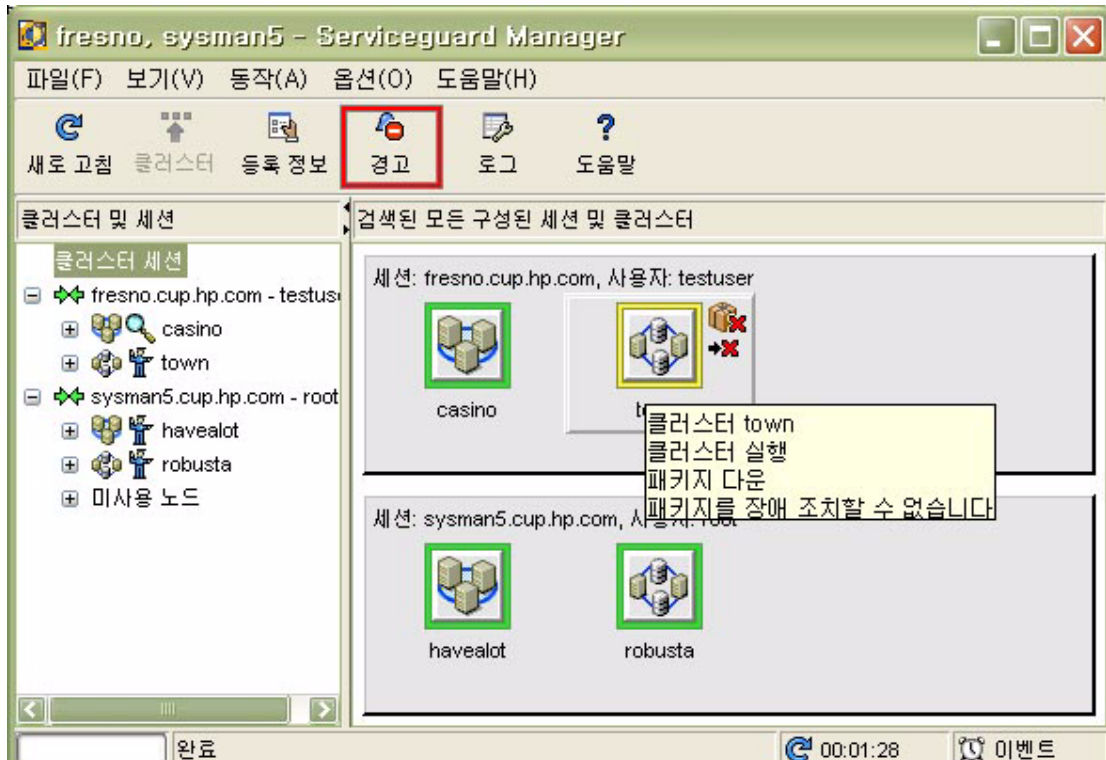 fresno, sysman5 - Serviceguard Manager
파일(F) 보기(V) 동작(A) 옵션(O) 도움말(H)
새로 고침 클러스터 등록 정보 경고 로그 도움말
클러스터 및 세션
클러스터 세션
fresno.cup.hp.com - testus
casino
town
sysman5.cup.hp.com - root
havealot
robusta
미사용 노드
검색된 모든 구성된 세션 및 클러스터
세션: fresno.cup.hp.com, 사용자: testuser
casino
클러스터 town
클러스터 실행
패키지 다운
패키지를 장애 조치할 수 없습니다
세션: sysman5.cup.hp.com, 사용자: root
havealot
robusta
완료
00:01:28
이벤트